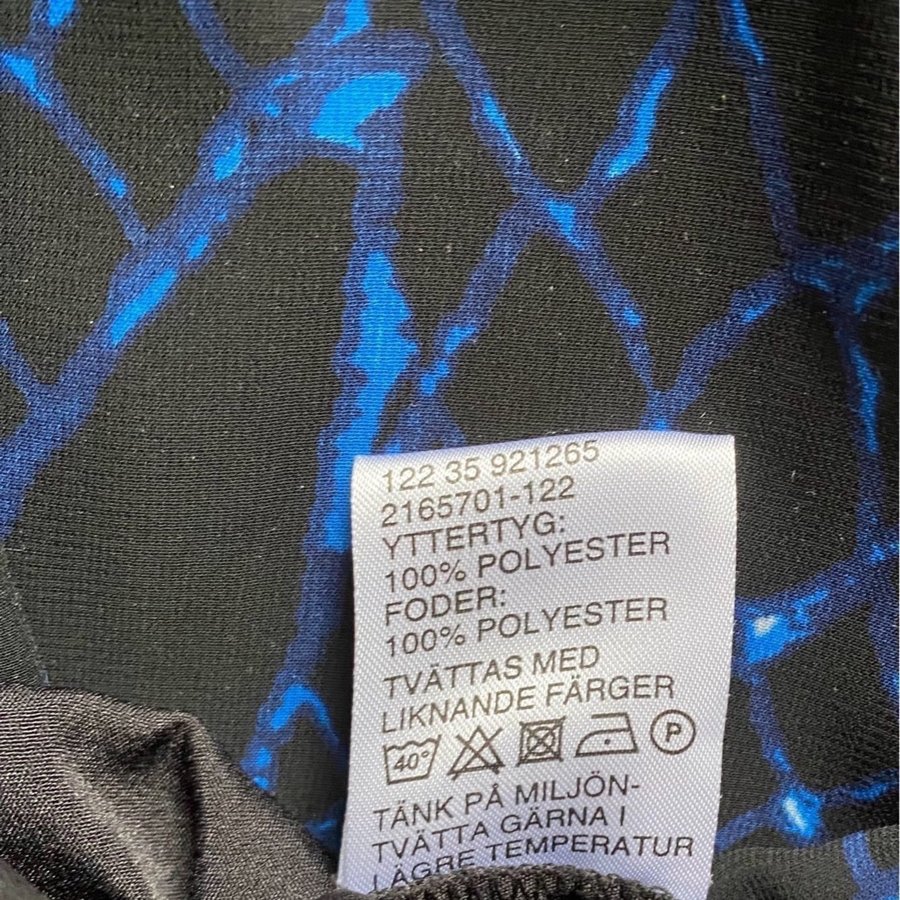 122 35 921265
2165701-122
YTTERTYG:
100% POLYESTER
FODER:
100% POLYESTER
TVÄTTAS MED
LIKNANDE FÄRGER
40° P
TÄNK PÅ MILJÖN-
TVÄTTA GÄRNA I
LÄGRE TEMPERATUR